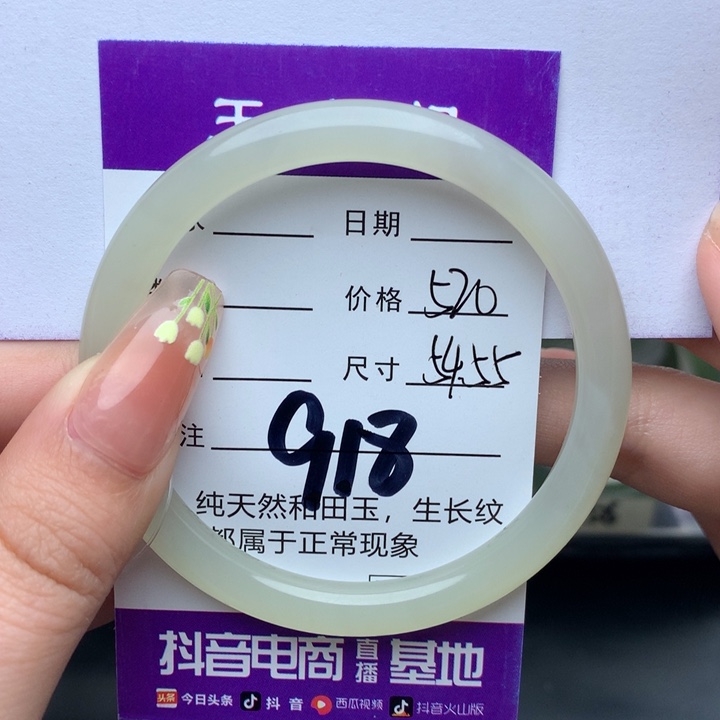 日期
价格 520
尺寸 54.55
注 918
纯天然和田玉，生长纹
都属于正常现象
抖音电商 直播 基地
头条 今日头条 抖音 西瓜视频 抖音火山版